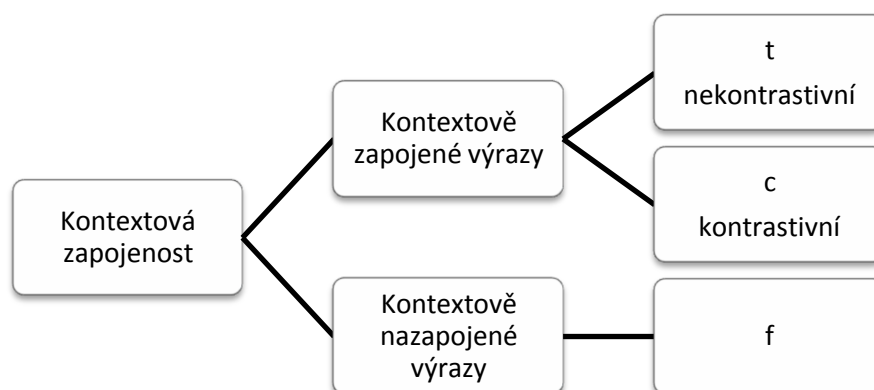 Kontextová
zapojenost
Kontextově
zapojené výrazy
t
nekontrastivní
c
kontrastivní
Kontextově
nazapojené
výrazy
f